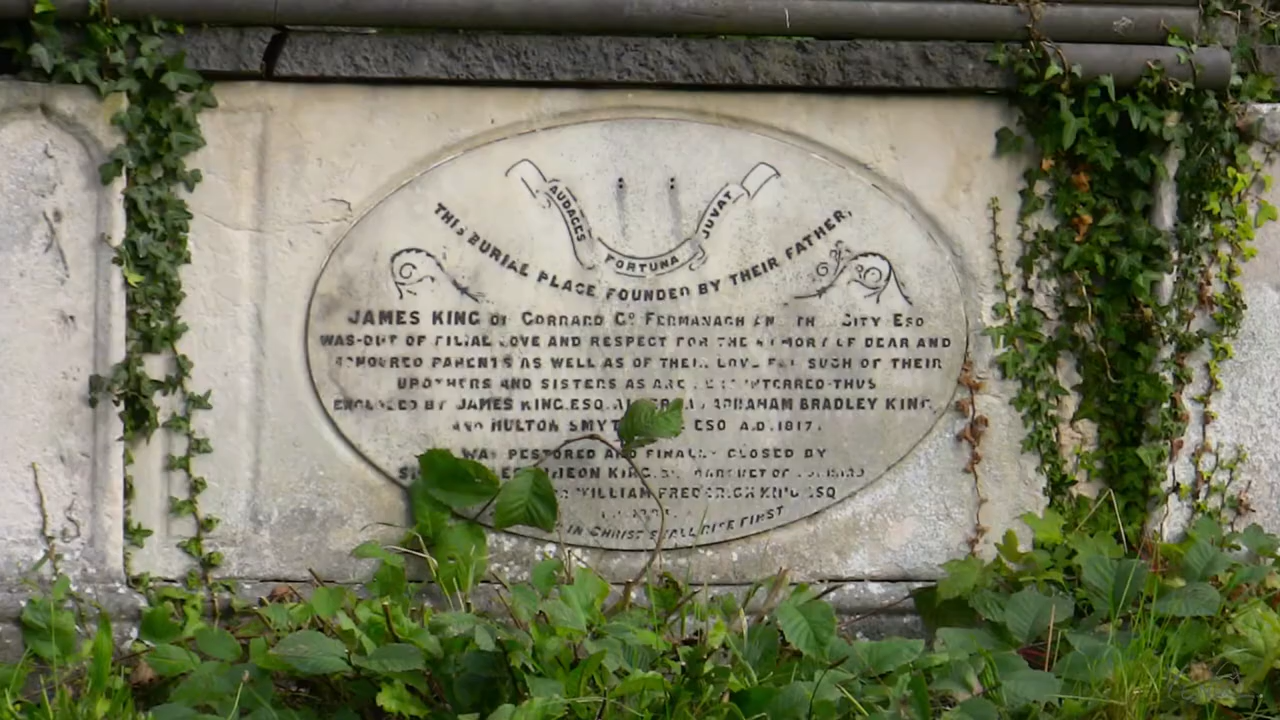 AUDACES FORTUNA JUVAT
THIS BURIAL PLACE FOUNDED BY THEIR FATHER,
JAMES KING OF GORRARD Co FERMANAGH CITY ESQ
WAS-OUT OF FILIAL LOVE AND RESPECT FOR THE MEMORY OF DEAR AND
HONOURED PARENTS AS WELL AS OF THEIR LOVE FOR SUCH OF THEIR
BROTHERS AND SISTERS AS ARE INTERRED-THUS
ENCLOSED BY JAMES KING.ESQ. ABRAHAM BRADLEY KING,
AND HULTON ESQ A.D.1817.
WAS RESTORED AND FINALLY CLOSED BY
KING
WILLIAM FREDERICK KING ESQ
IN CHRIST SHALL RISE FIRST